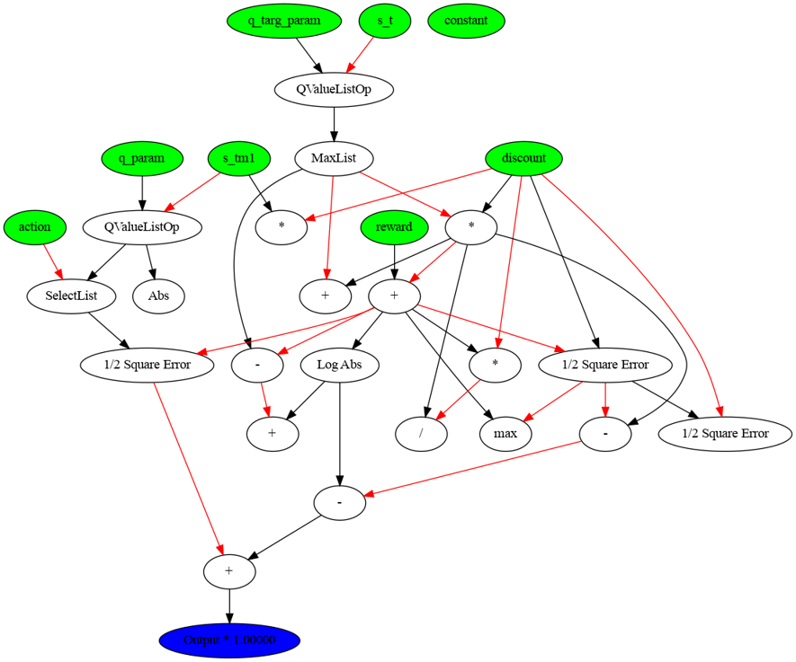 q_targ_param
s_t
constant
QValueListOp
q_param
s_tm1
MaxList
discount
action
QValueListOp
*
reward
*
SelectList
Abs
+
+
1/2 Square Error
-
Log Abs
*
1/2 Square Error
+
/
max
-
1/2 Square Error
-
+
Output * 1.00000